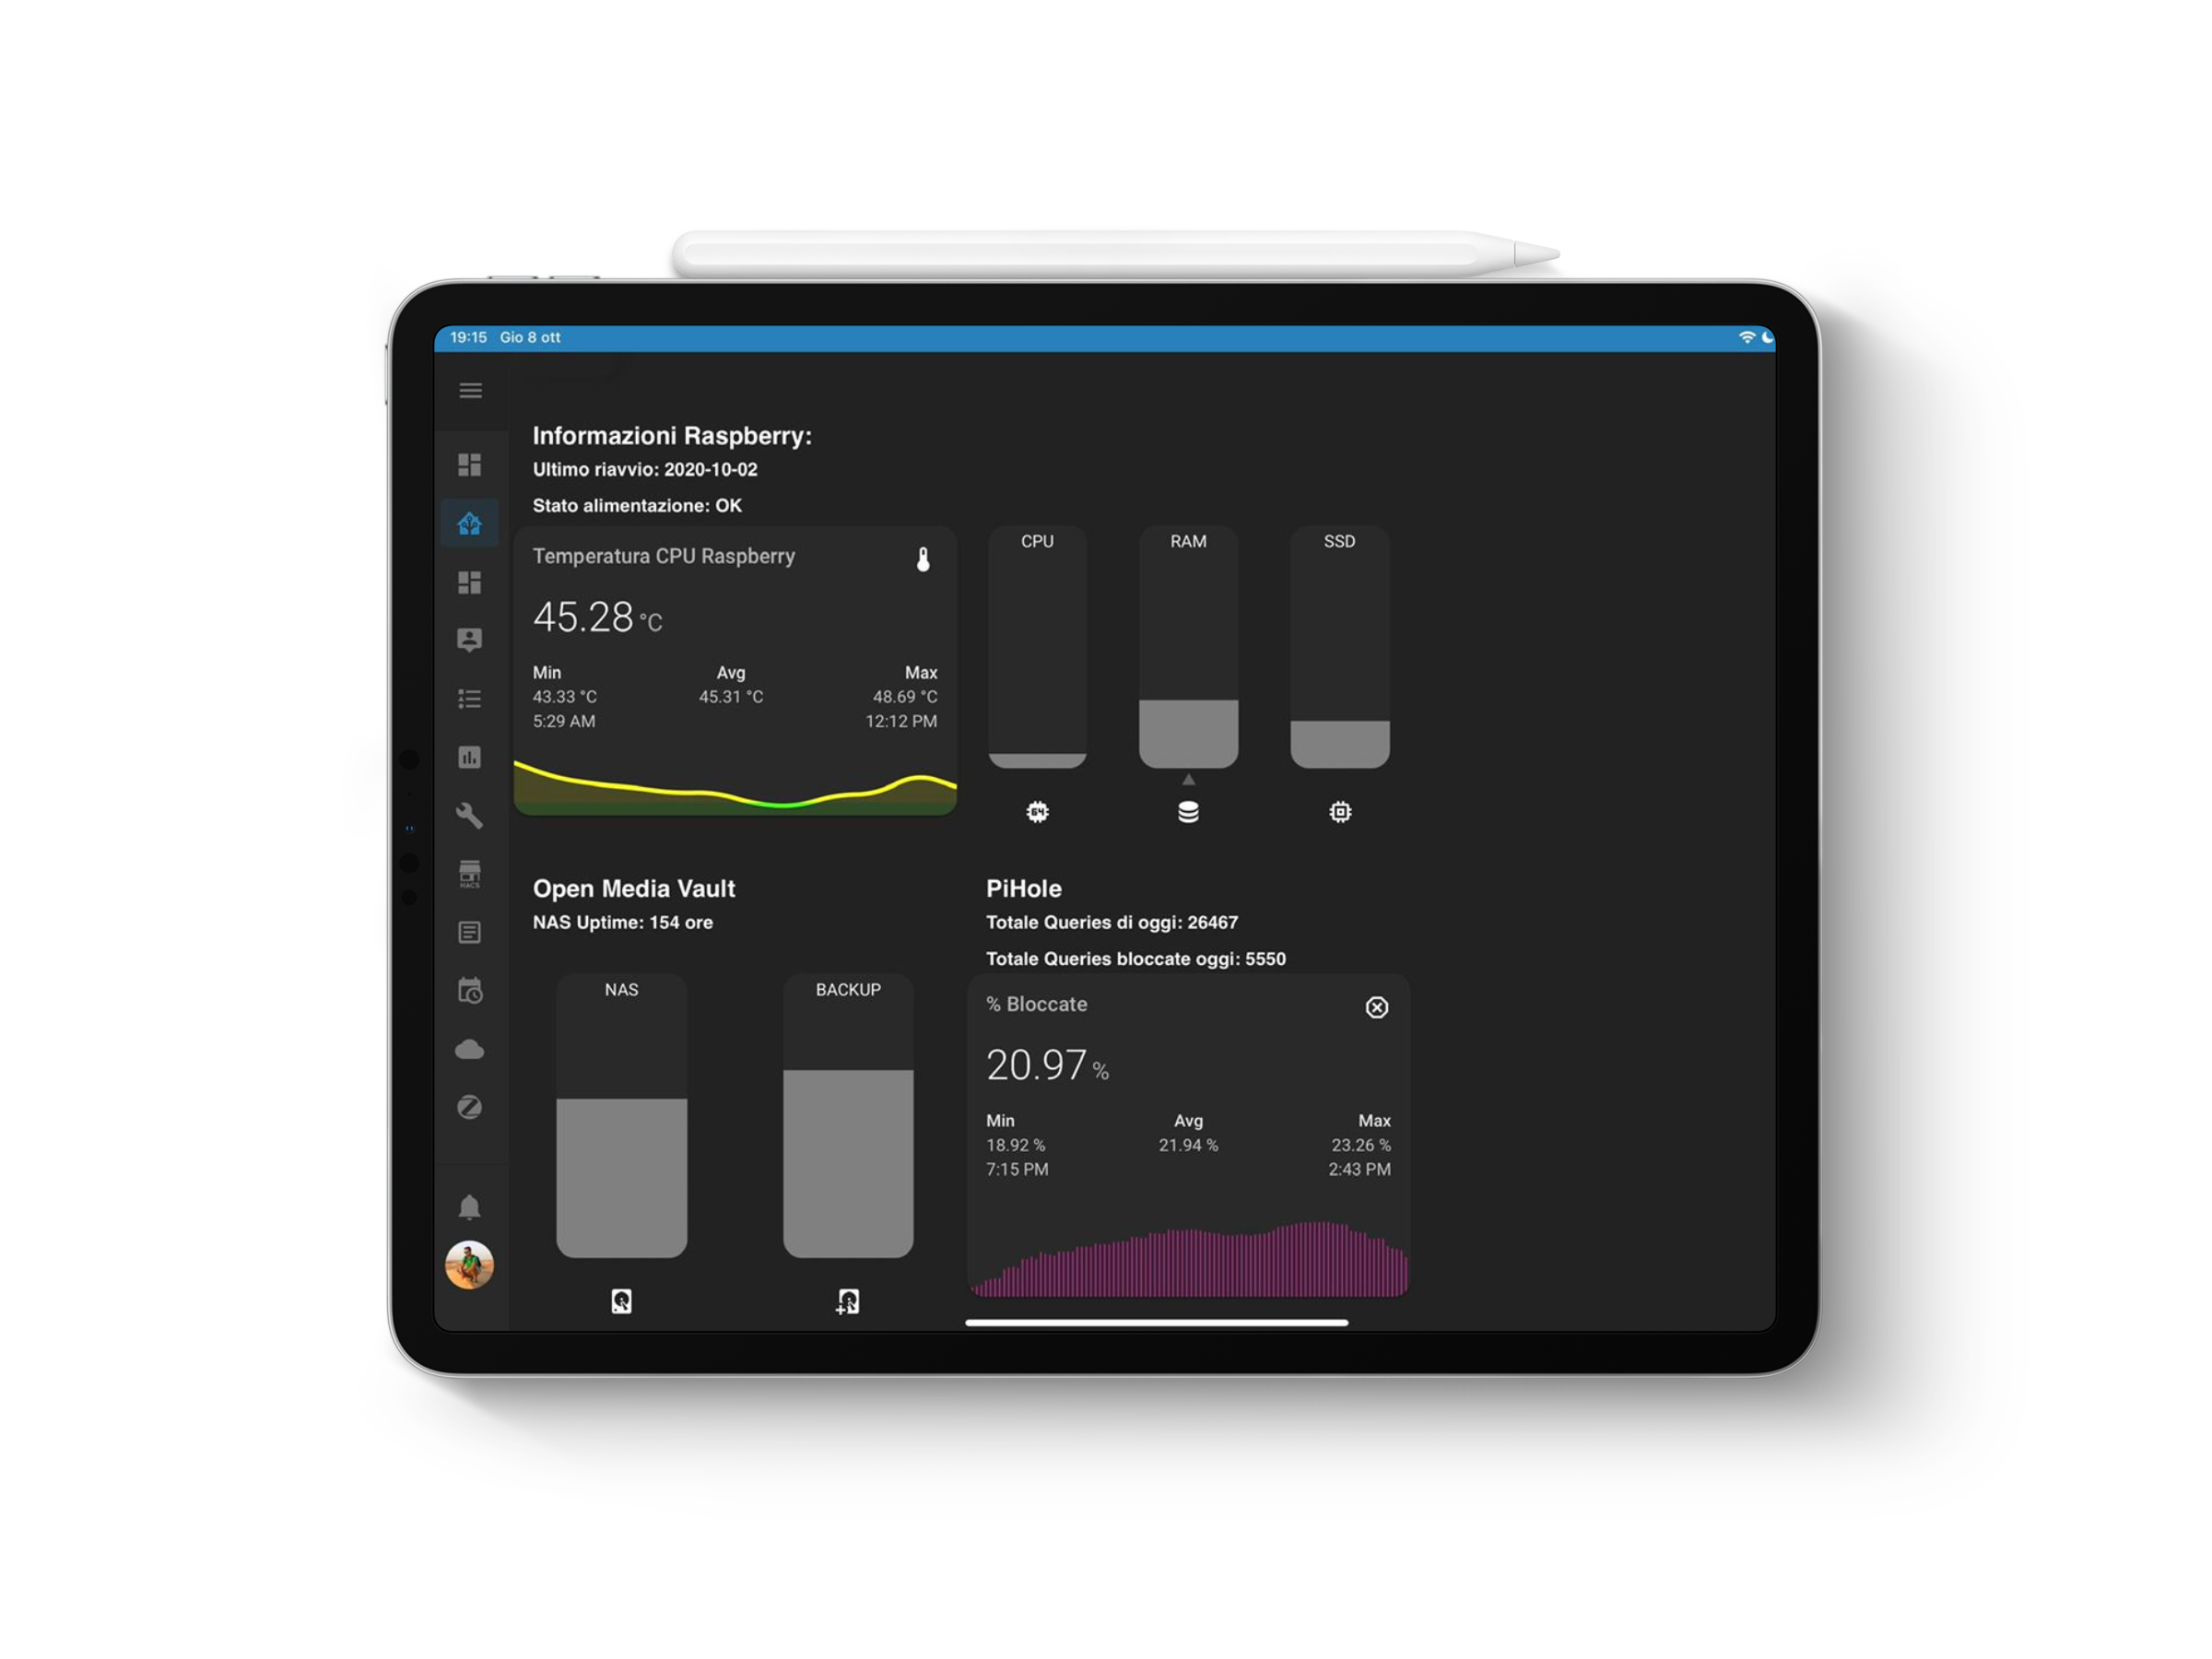 19:15 Gio 8 ott
Informazioni Raspberry:
Ultimo riavvio: 2020-10-02
Stato alimentazione: OK
Temperatura CPU Raspberry
45.28 °C
Min Avg Max
43.33 °C 45.31 °C 48.69 °C
5:29 AM 12:12 PM
CPU RAM SSD
64
HACS
Open Media Vault
NAS Uptime: 154 ore
NAS BACKUP
PiHole
Totale Queries di oggi: 26467
Totale Queries bloccate oggi: 5550
% Bloccate
20.97 %
Min Avg Max
18.92 % 21.94 % 23.26 %
7:15 PM 2:43 PM